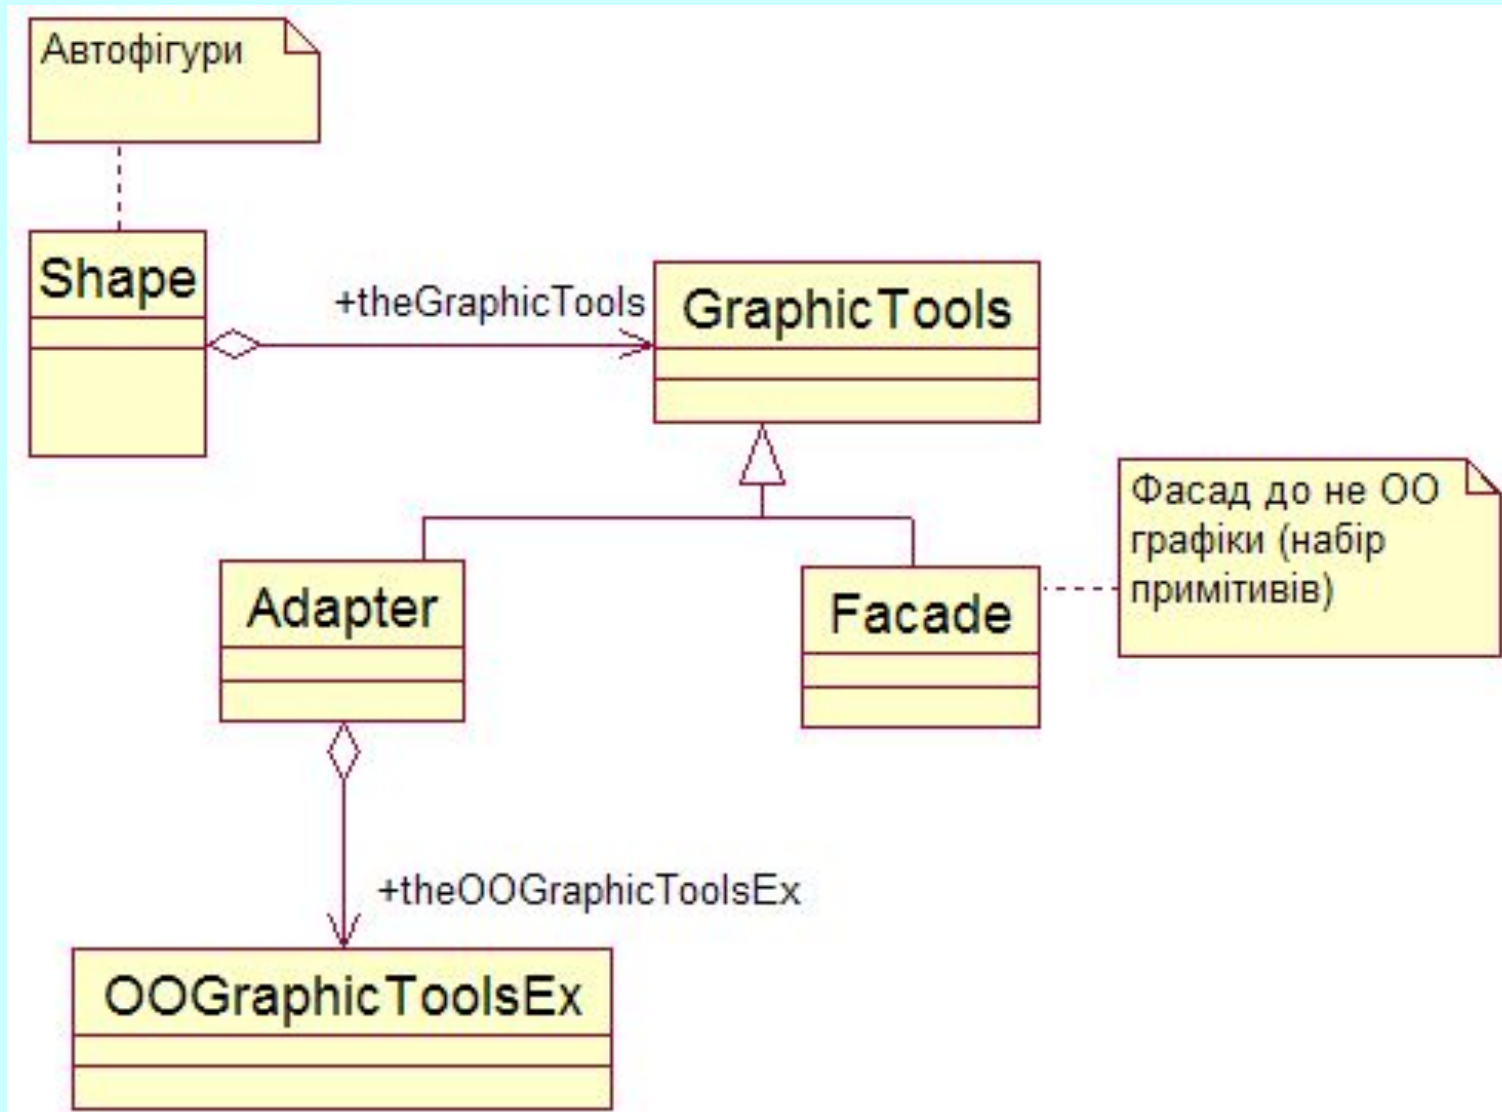 Автофігури
Shape
+theGraphicTools
GraphicTools
Фасад до не ОО
графіки (набір
примітивів)
Adapter
Facade
+theOOGraphicToolsEx
OOGraphicToolsEx